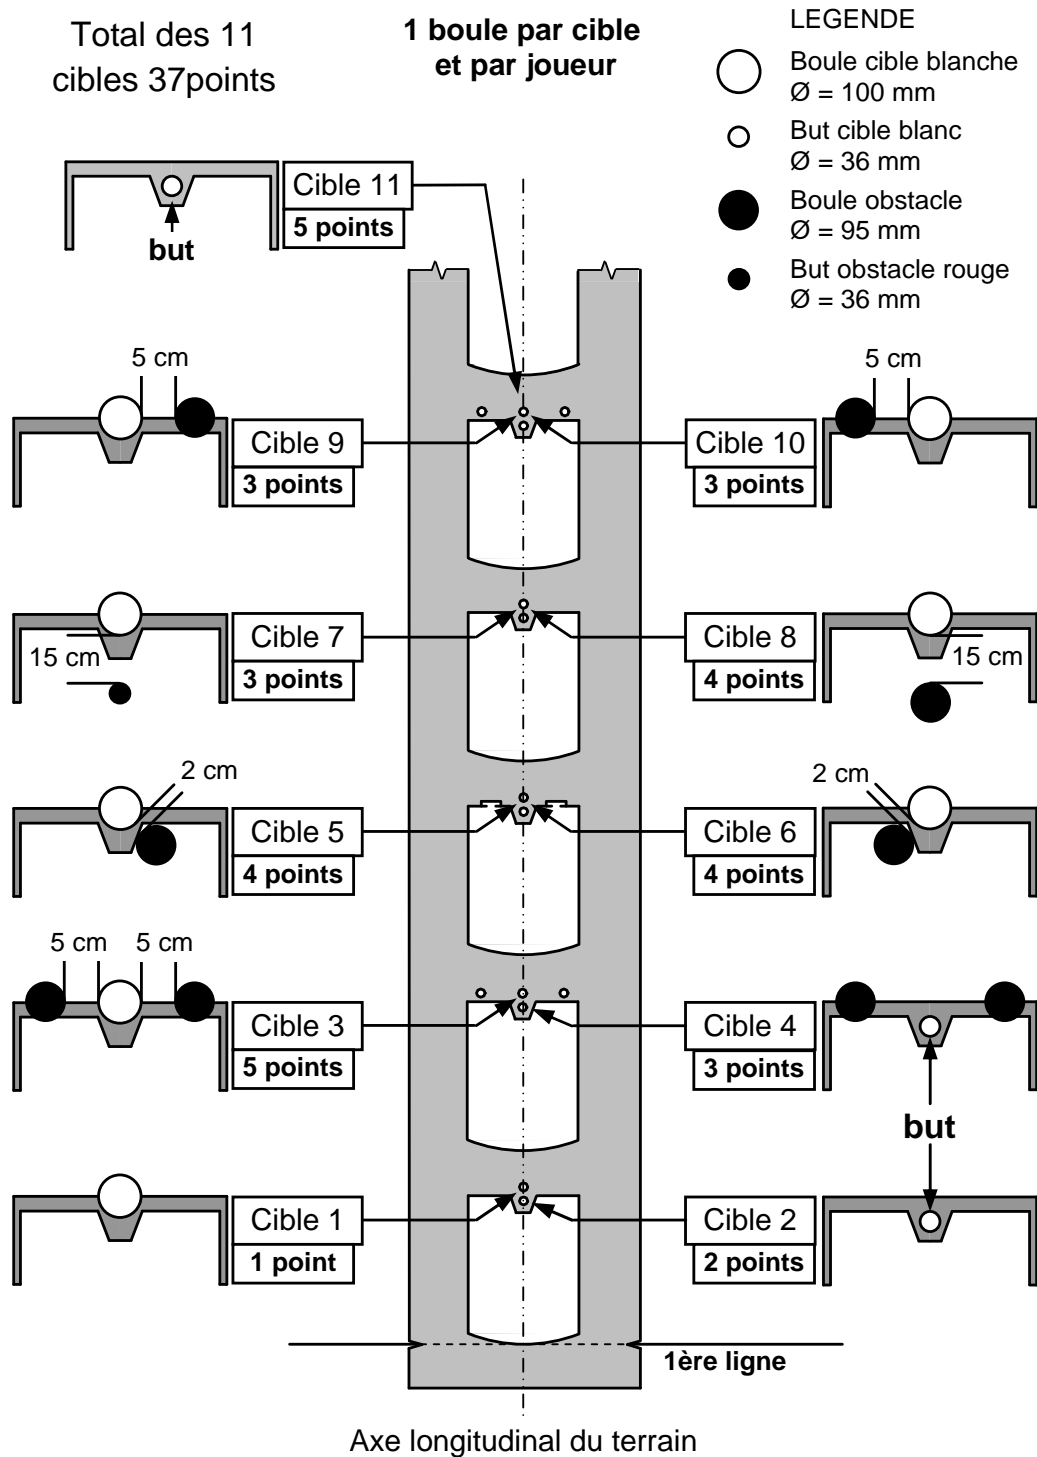 Total des 11
cibles 37points
1 boule par cible
et par joueur
LEGENDE
Boule cible blanche
Ø = 100 mm
But cible blanc
Ø = 36 mm
Boule obstacle
Ø = 95 mm
But obstacle rouge
Ø = 36 mm
Cible 11
5 points
but
5 cm
Cible 9
3 points
5 cm
Cible 10
3 points
15 cm
Cible 7
3 points
15 cm
Cible 8
4 points
2 cm
Cible 5
4 points
2 cm
Cible 6
4 points
5 cm
5 cm
Cible 3
5 points
Cible 4
3 points
but
Cible 1
1 point
Cible 2
2 points
1ère ligne
Axe longitudinal du terrain